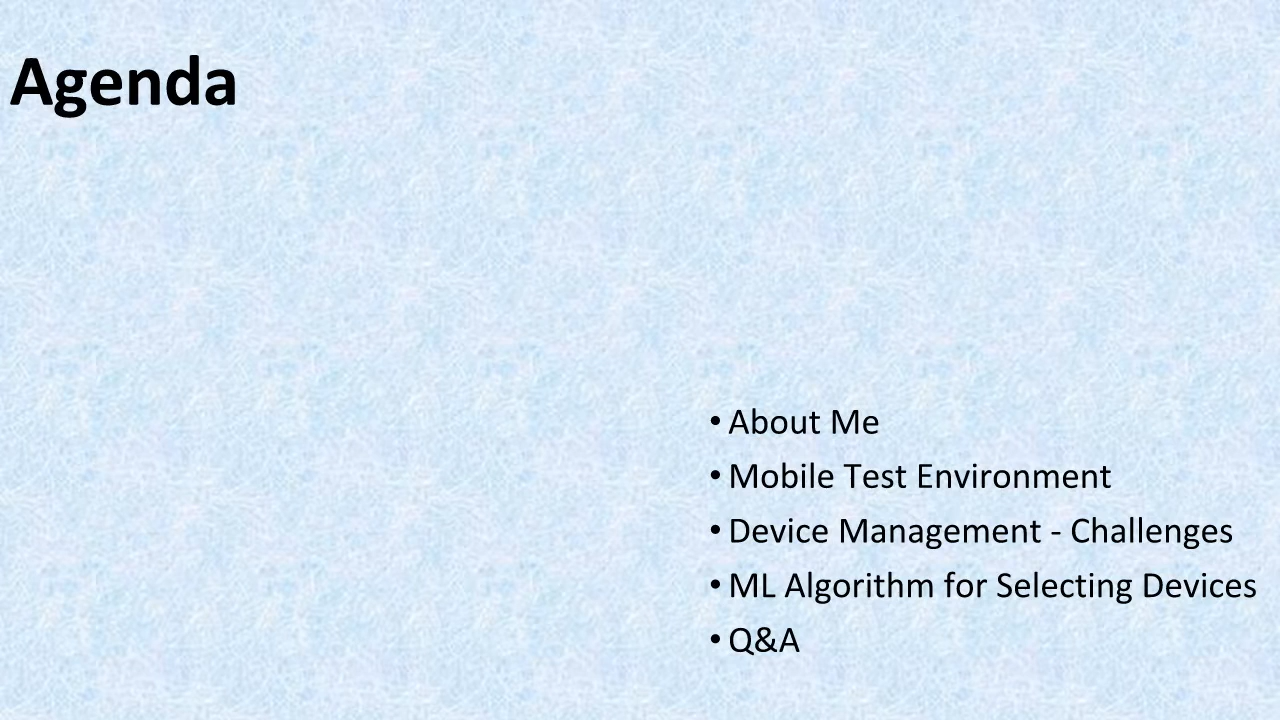 Agenda
• About Me
• Mobile Test Environment
• Device Management - Challenges
• ML Algorithm for Selecting Devices
• Q&A